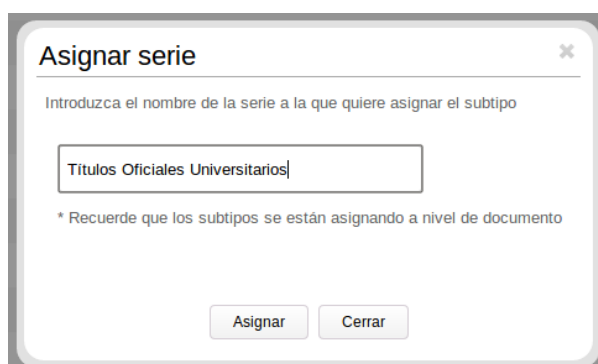 Asignar serie
Introduzca el nombre de la serie a la que quiere asignar el subtipo
Títulos Oficiales Universitarios
* Recuerde que los subtipos se están asignando a nivel de documento
Asignar Cerrar